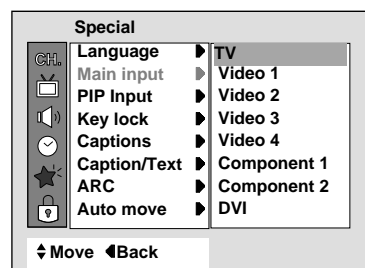 Special
CH.
Language
Main input
PIP Input
Key lock
Captions
Caption/Text
ARC
Auto move
TV
Video 1
Video 2
Video 3
Video 4
Component 1
Component 2
DVI
Move Back